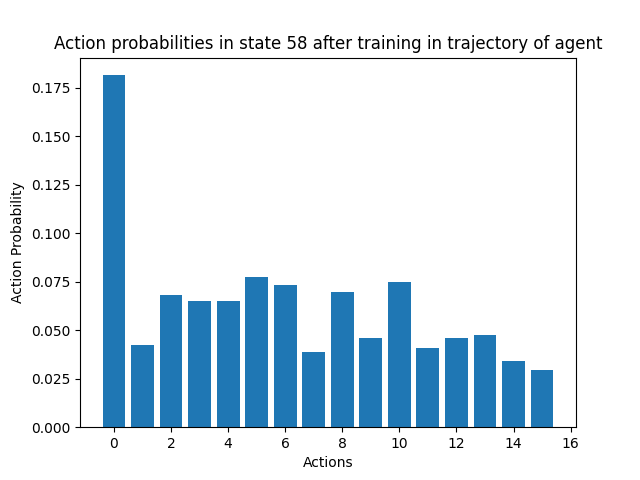 Action probabilities in state 58 after training in trajectory of agent
0.175
0.150
0.125
0.100
0.075
0.050
0.025
0.000
Action Probability
0 2 4 6 8 10 12 14 16
Actions